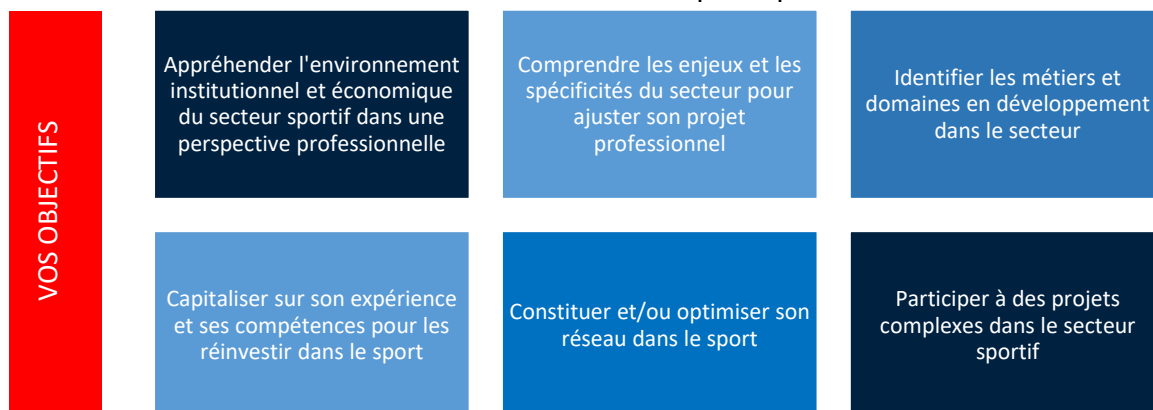 VOS OBJECTIFS
Appréhender l'environnement
institutionnel et économique
du secteur sportif dans une
perspective professionnelle
Comprendre les enjeux et les
spécificités du secteur pour
ajuster son projet
professionnel
Identifier les métiers et
domaines en développement
dans le secteur
Capitaliser sur son expérience
et ses compétences pour les
réinvestir dans le sport
Constituer et/ou optimiser son
réseau dans le sport
Participer à des projets
complexes dans le secteur
sportif